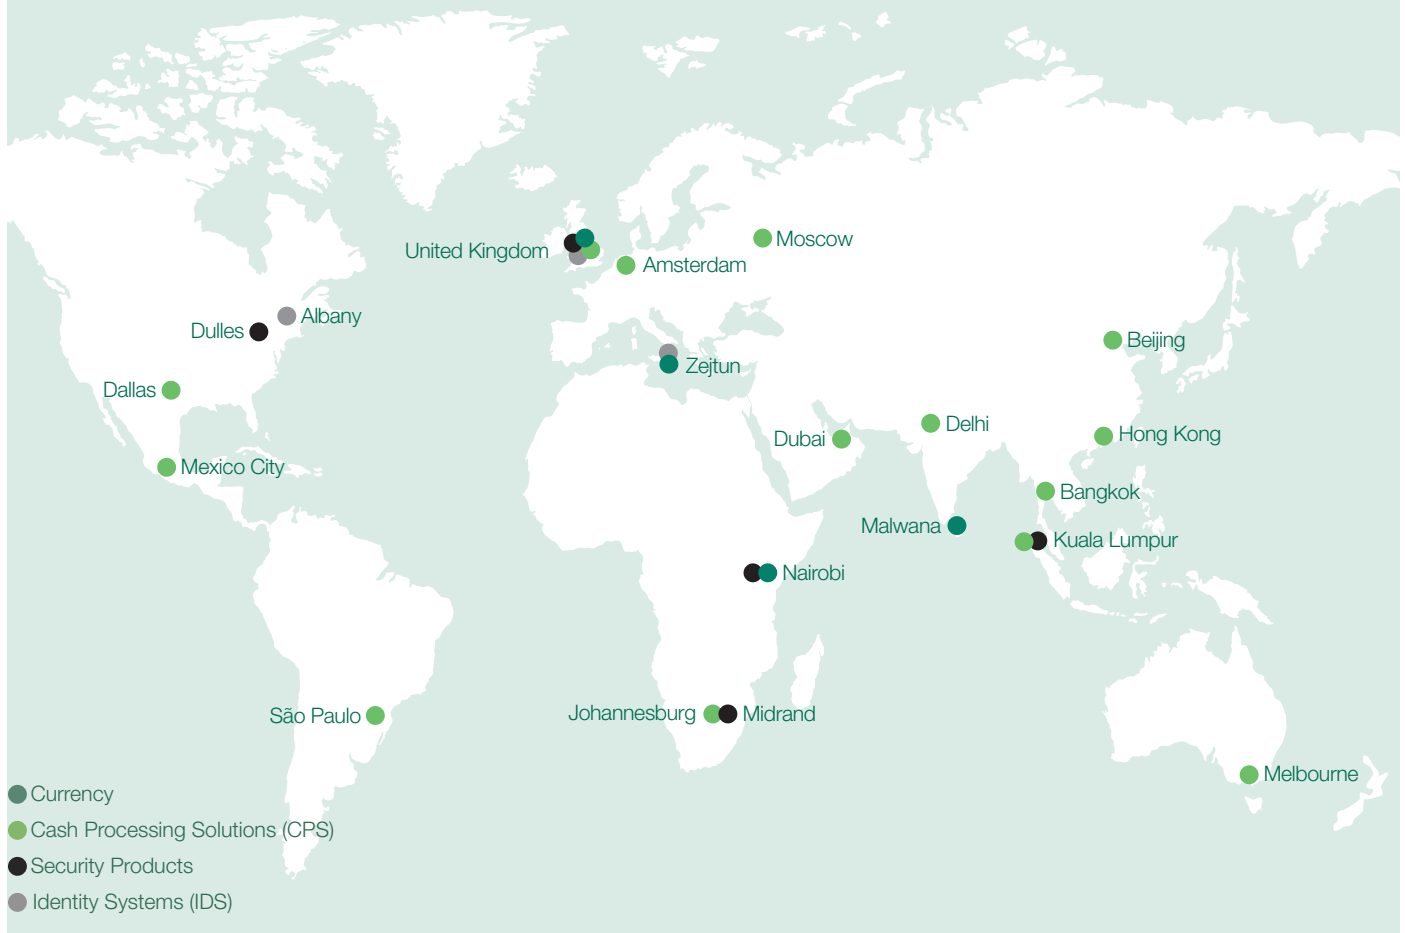 Moscow
United Kingdom
Amsterdam
Albany
Dulles
Beijing
Zejtun
Dallas
Delhi
Hong Kong
Dubai
Mexico City
Bangkok
Malwana
Kuala Lumpur
Nairobi
Johannesburg
Midrand
São Paulo
Melbourne
Currency
Cash Processing Solutions (CPS)
Security Products
Identity Systems (IDS)